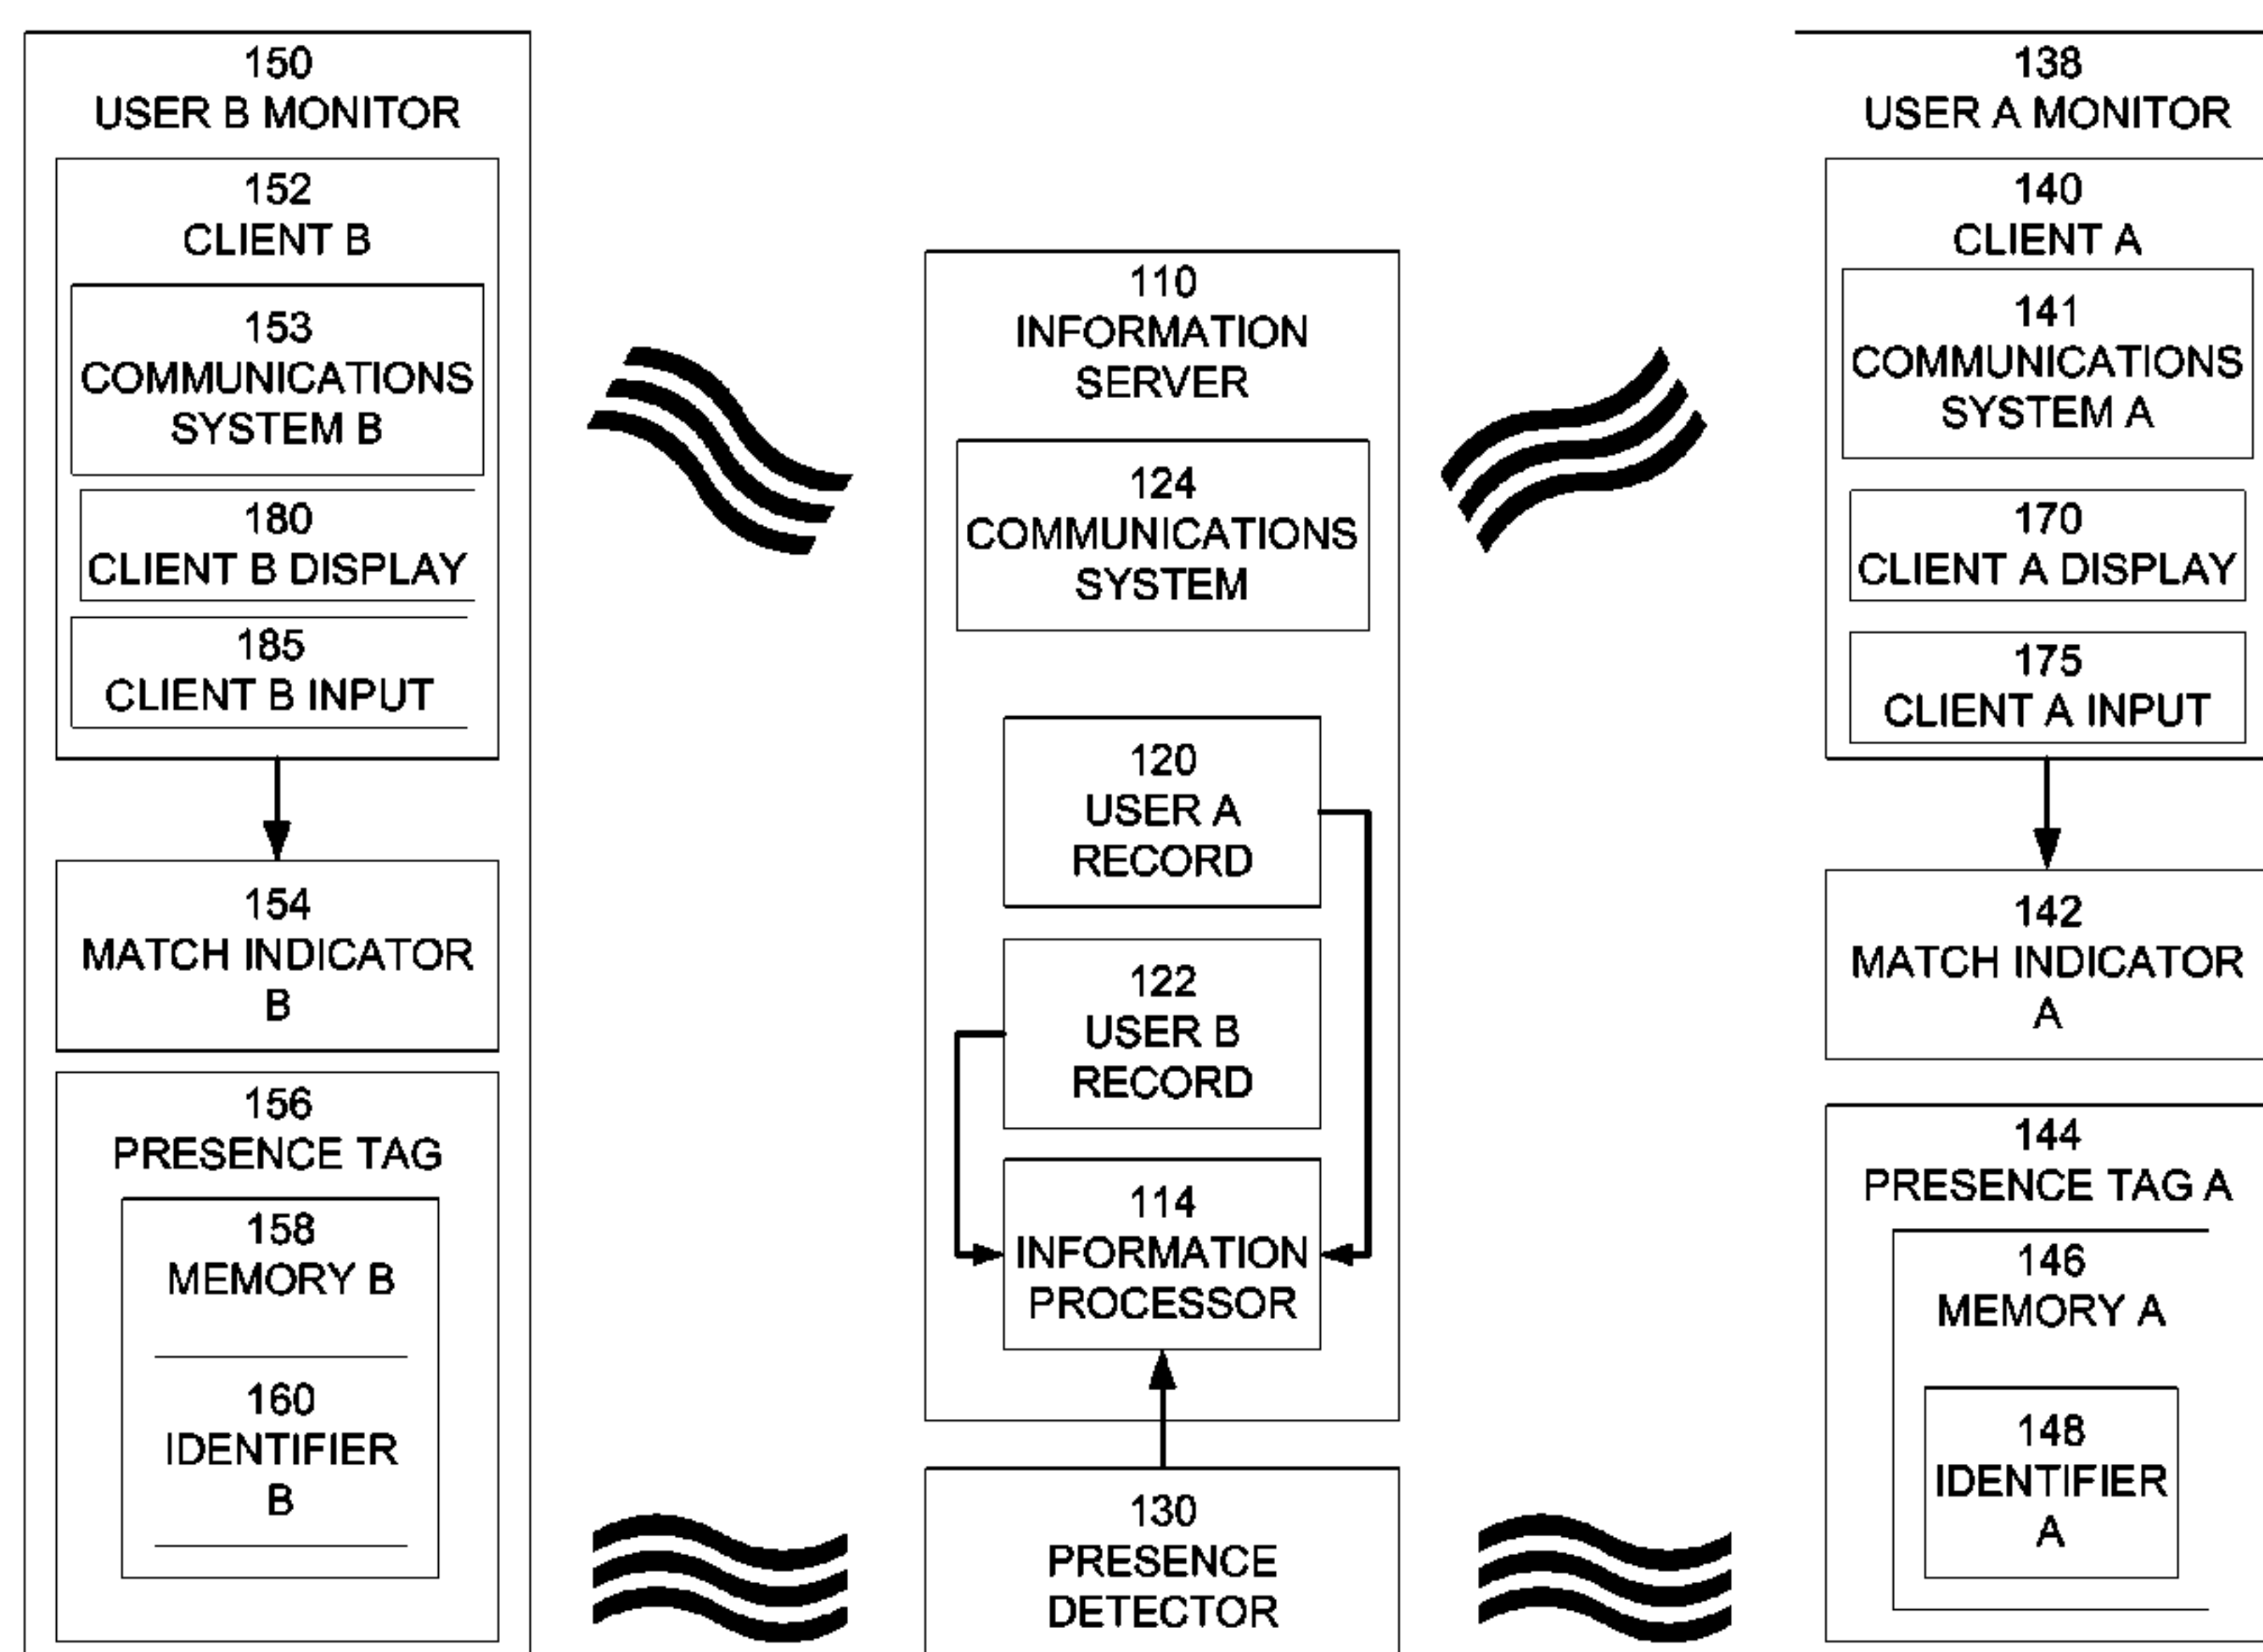 150
USER B MONITOR
152
CLIENT B
153
COMMUNICATIONS
SYSTEM B
180
CLIENT B DISPLAY
185
CLIENT B INPUT
154
MATCH INDICATOR
B
156
PRESENCE TAG
158
MEMORY B
160
IDENTIFIER
B
110
INFORMATION
SERVER
124
COMMUNICATIONS
SYSTEM
120
USER A
RECORD
122
USER B
RECORD
114
INFORMATION
PROCESSOR
130
PRESENCE
DETECTOR
138
USER A MONITOR
140
CLIENT A
141
COMMUNICATIONS
SYSTEM A
170
CLIENT A DISPLAY
175
CLIENT A INPUT
142
MATCH INDICATOR
A
144
PRESENCE TAG A
146
MEMORY A
148
IDENTIFIER
A